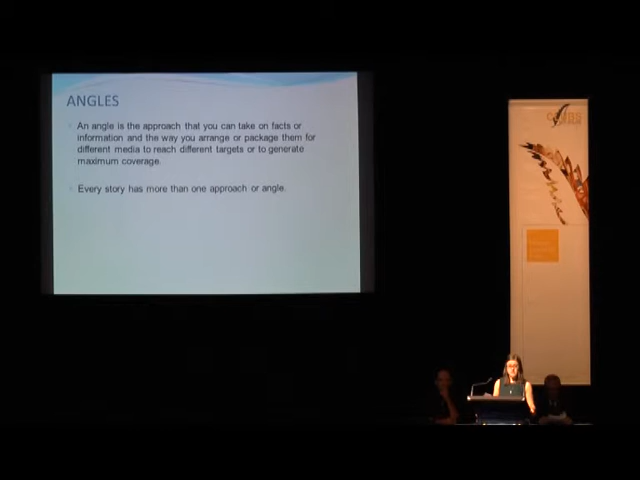 ANGLES
An angle is the approach that you can take on facts or
information and the way you arrange or package them for
different media to reach different targets or to generate
maximum coverage.
Every story has more than one approach or angle.